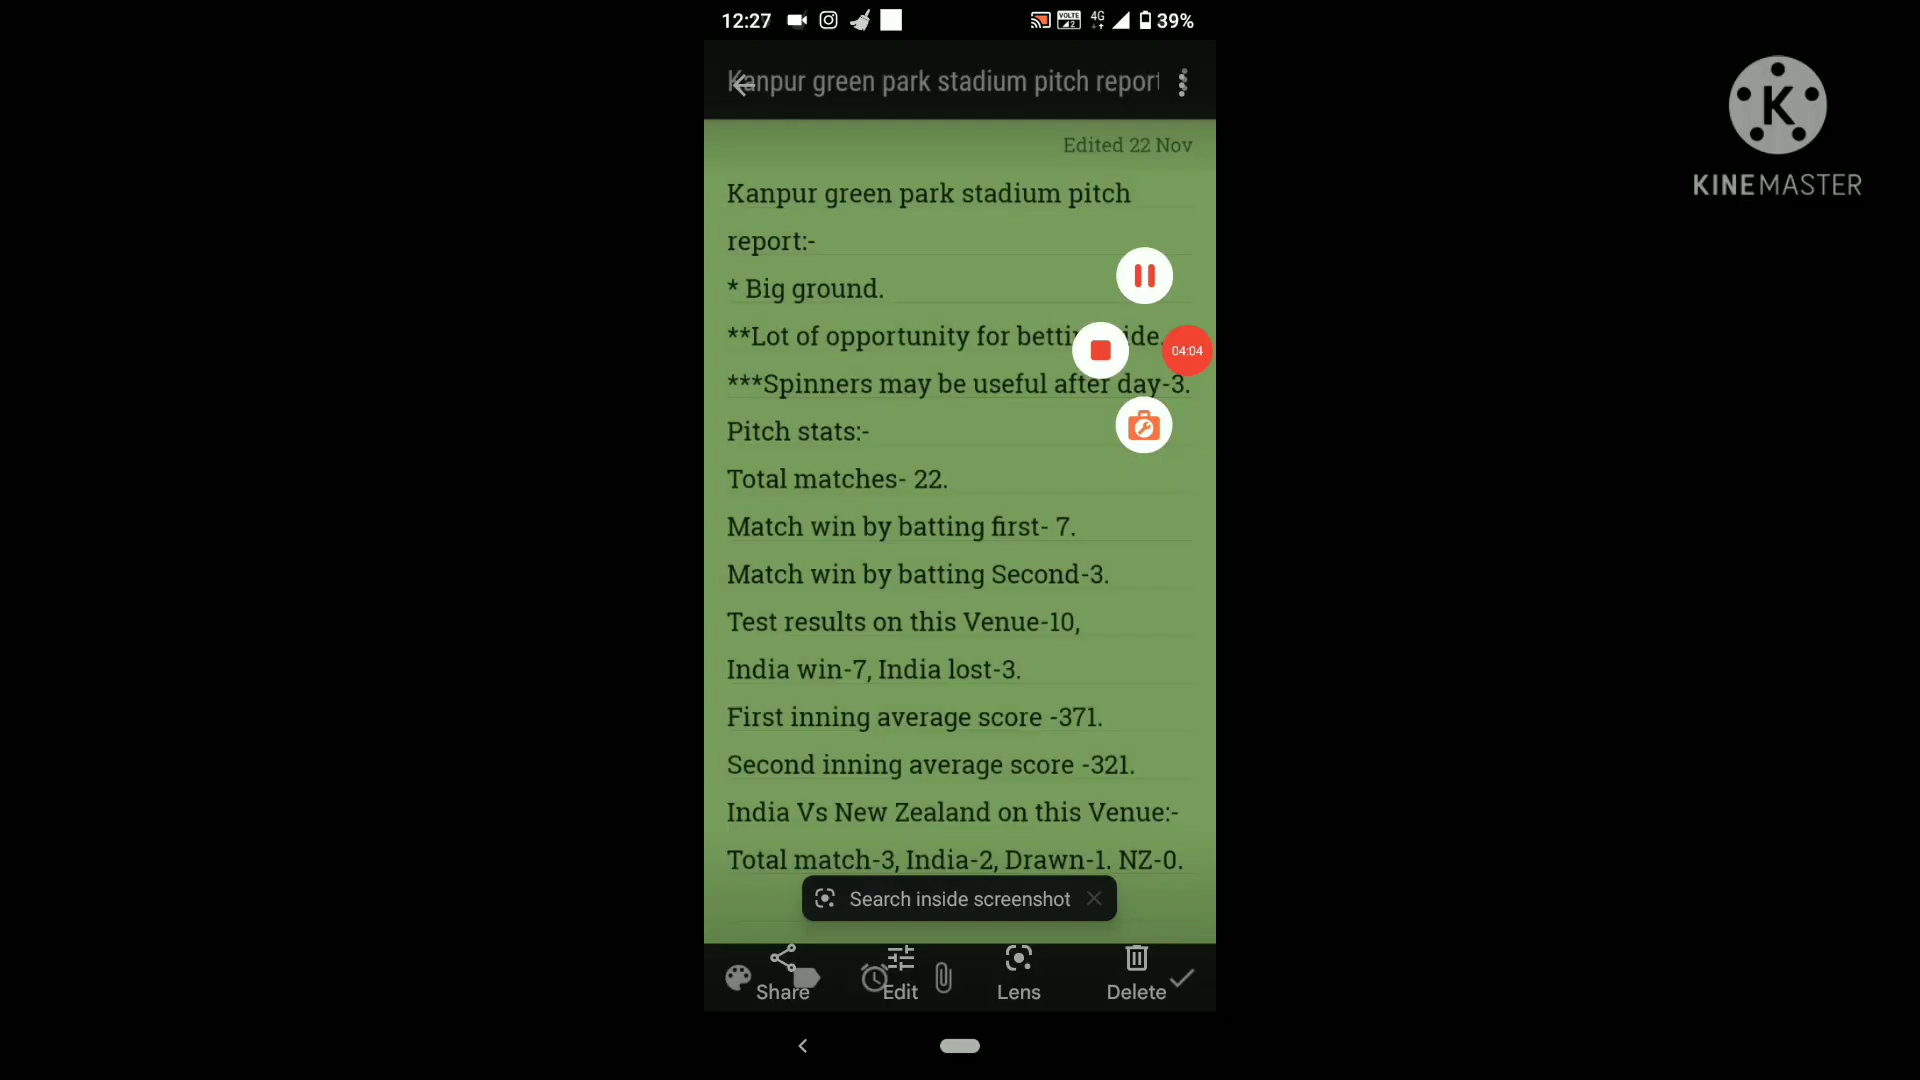 12:27
VOLTE 2 4G 39%
Kanpur green park stadium pitch report
K
KINEMASTER
Edited 22 Nov
Kanpur green park stadium pitch
report:-
* Big ground.
**Lot of opportunity for ide.
04:04
***Spinners may be useful after day-3.
Pitch stats:-
Total matches- 22.
Match win by batting first- 7.
Match win by batting Second-3.
Test results on this Venue-10,
India win-7, India lost-3.
First inning average score -371.
Second inning average score -321.
India Vs New Zealand on this Venue:-
Total match-3, India-2, Drawn-1. NZ-0.
Search inside screenshot
Share Edit Lens Delete